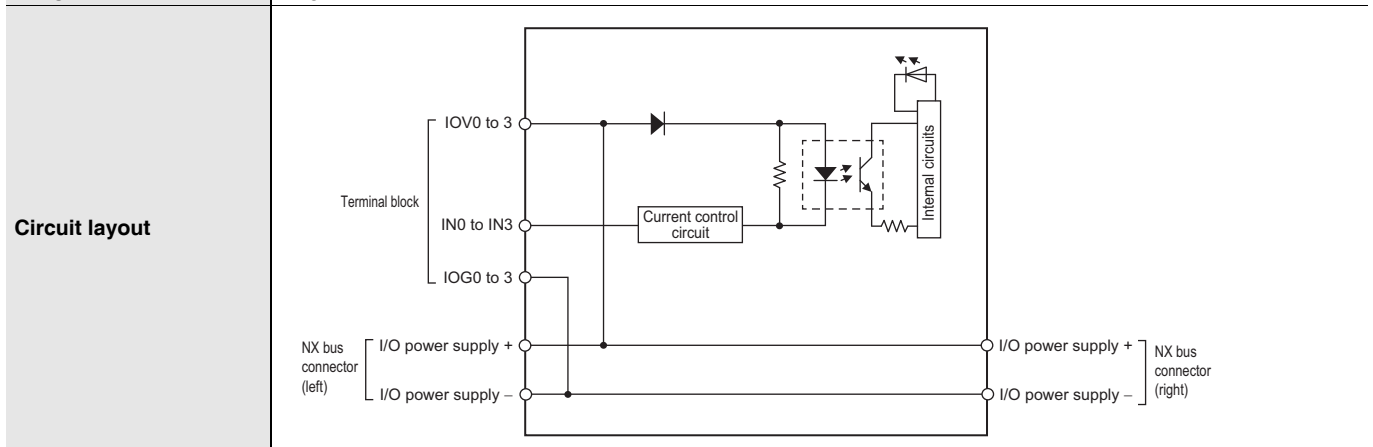 Circuit layout
Terminal block
IOV0 to 3
IN0 to IN3
IOG0 to 3
Current control
circuit
Internal circuits
NX bus
connector
(left)
I/O power supply +
I/O power supply –
I/O power supply +
I/O power supply –
NX bus
connector
(right)